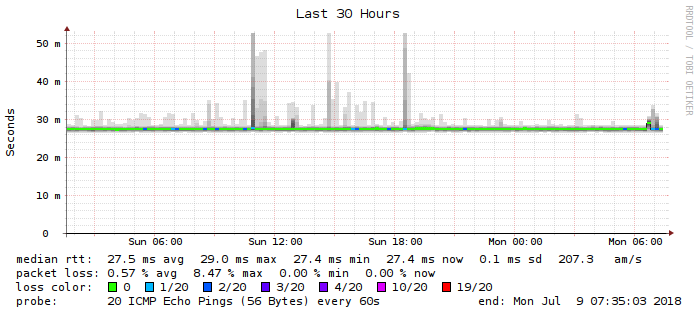 Last 30 Hours
RRDTOOL / TOBI OETIKER
Seconds
50 m
40 m
30 m
20 m
10 m
0
Sun 06:00 Sun 12:00 Sun 18:00 Mon 00:00 Mon 06:00
median rtt: 27.5 ms avg 29.0 ms max 27.4 ms min 27.4 ms now 0.1 ms sd 207.3 am/s
packet loss: 0.57 % avg 8.47 % max 0.00 % min 0.00 % now
loss color: 0 1/20 2/20 3/20 4/20 10/20 19/20
probe: 20 ICMP Echo Pings (56 Bytes) every 60s end: Mon Jul 9 07:35:03 2018